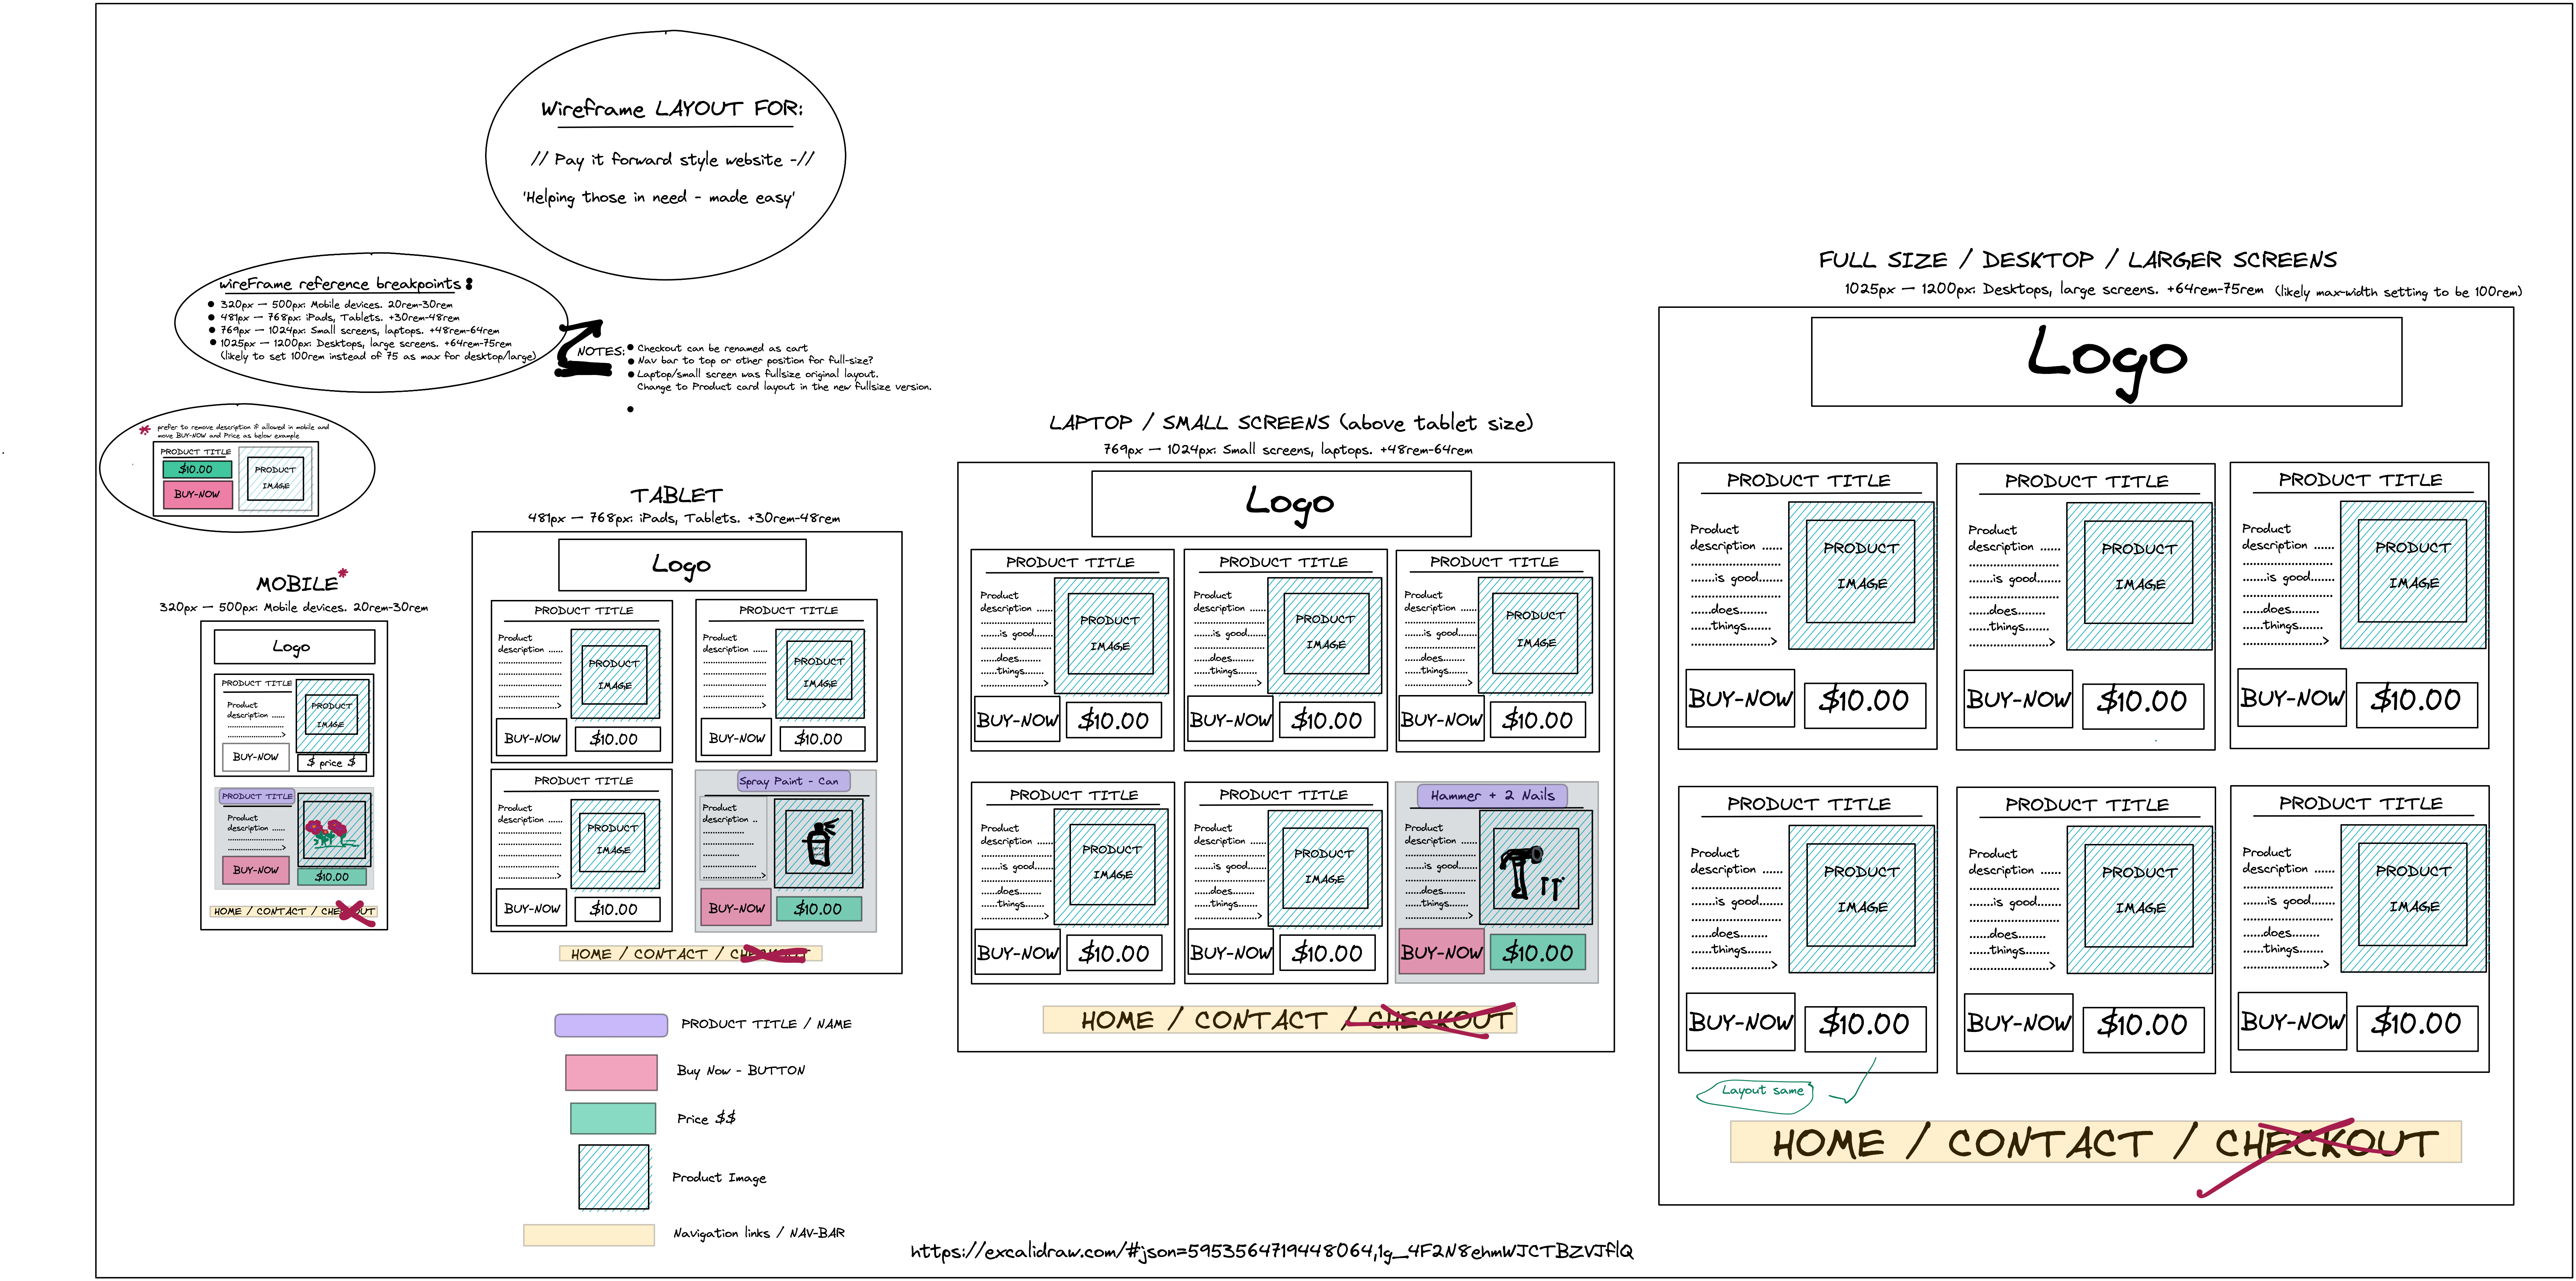 Wireframe LAYOUT FOR:
// Pay it forward style website -//
'Helping those in need - made easy'
wireFrame reference breakpoints:
• 320px — 500px: Mobile devices. 20rem-30rem
• 481px — 768px: iPads, Tablets. +30rem-48rem
• 769px — 1024px: Small screens, laptops. +48rem-64rem
• 1025px — 1200px: Desktops, large screens. +64rem-75rem
(likely to set 100rem instead of 75 as max for desktop/large)
NOTES:
• Checkout can be renamed as cart
• Nav bar to top or other position for full-size?
• Laptop/small screen was fullsize original layout.
Change to Product card layout in the new fullsize version.
•
* prefer to remove description if allowed in mobile and
move BUY-NOW and Price as below example
PRODUCT TITLE
$10.00
BUY-NOW
PRODUCT
IMAGE
MOBILE*
320px — 500px: Mobile devices. 20rem-30rem
Logo
PRODUCT TITLE
Product
description ......
......................>
PRODUCT
IMAGE
BUY-NOW
$ price $
PRODUCT TITLE
Product
description ......
......................>
BUY-NOW
$10.00
HOME / CONTACT / CHECKOUT
TABLET
481px — 768px: iPads, Tablets. +30rem-48rem
Logo
PRODUCT TITLE
Product
description ......
PRODUCT
IMAGE
BUY-NOW
$10.00
PRODUCT TITLE
Product
description ......
PRODUCT
IMAGE
BUY-NOW
$10.00
PRODUCT TITLE
Product
description ......
PRODUCT
IMAGE
BUY-NOW
$10.00
Spray Paint - Can
Product
description ..
BUY-NOW
$10.00
HOME / CONTACT / CHECKOUT
PRODUCT TITLE / NAME
Buy Now - BUTTON
Price $$
Product Image
Navigation links / NAV-BAR
LAPTOP / SMALL SCREENS (above tablet size)
769px — 1024px: Small screens, laptops. +48rem-64rem
Logo
PRODUCT TITLE
Product
description ......
......is good......
.....does.......
.....things.......
PRODUCT
IMAGE
BUY-NOW
$10.00
PRODUCT TITLE
Product
description ......
......is good......
.....does.......
.....things.......
PRODUCT
IMAGE
BUY-NOW
$10.00
PRODUCT TITLE
Product
description ......
......is good......
.....does.......
.....things.......
PRODUCT
IMAGE
BUY-NOW
$10.00
PRODUCT TITLE
Product
description ......
......is good......
.....does.......
.....things.......
PRODUCT
IMAGE
BUY-NOW
$10.00
PRODUCT TITLE
Product
description ......
......is good......
.....does.......
.....things.......
PRODUCT
IMAGE
BUY-NOW
$10.00
Hammer + 2 Nails
Product
description ......
......is good......
.....does.......
.....things.......
BUY-NOW
$10.00
HOME / CONTACT / CHECKOUT
FULL SIZE / DESKTOP / LARGER SCREENS
1025px — 1200px: Desktops, large screens. +64rem-75rem (likely max-width setting to be 100rem)
Logo
PRODUCT TITLE
Product
description ......
......is good......
.....does.......
.....things.......
PRODUCT
IMAGE
BUY-NOW
$10.00
PRODUCT TITLE
Product
description ......
......is good......
.....does.......
.....things.......
PRODUCT
IMAGE
BUY-NOW
$10.00
PRODUCT TITLE
Product
description ......
......is good......
.....does.......
.....things.......
PRODUCT
IMAGE
BUY-NOW
$10.00
PRODUCT TITLE
Product
description ......
......is good......
.....does.......
.....things.......
PRODUCT
IMAGE
BUY-NOW
$10.00
PRODUCT TITLE
Product
description ......
......is good......
.....does.......
.....things.......
PRODUCT
IMAGE
BUY-NOW
$10.00
PRODUCT TITLE
Product
description ......
......is good......
.....does.......
.....things.......
PRODUCT
IMAGE
BUY-NOW
$10.00
Layout same
HOME / CONTACT / CHECKOUT
https://excalidraw.com/#json=5953564719448064,1g_4F2N8ehmWJCTBZVJflQ